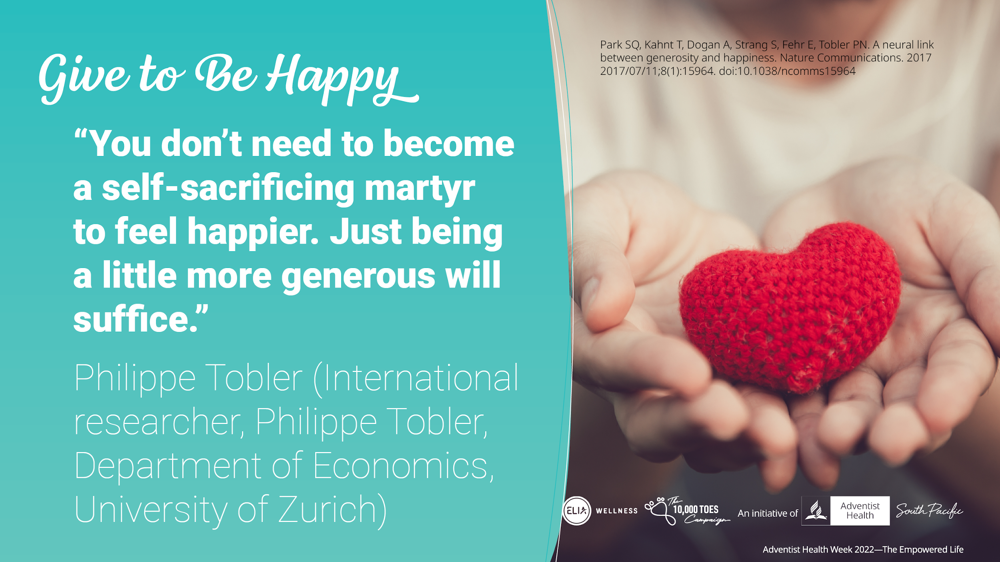 Give to Be Happy
“You don’t need to become
a self-sacrificing martyr
to feel happier. Just being
a little more generous will
suffice.”
Philippe Tobler (International
researcher, Philippe Tobler,
Department of Economics,
University of Zurich)
Park SQ, Kahnt T, Dogan A, Strang S, Fehr E, Tobler PN. A neural link
between generosity and happiness. Nature Communications. 2017
2017/07/11;8(1):15964. doi:10.1038/ncomms15964
ELIA WELLNESS
The
10,000 TOES
Campaign
An initiative of
Adventist
Health
South Pacific
Adventist Health Week 2022—The Empowered Life